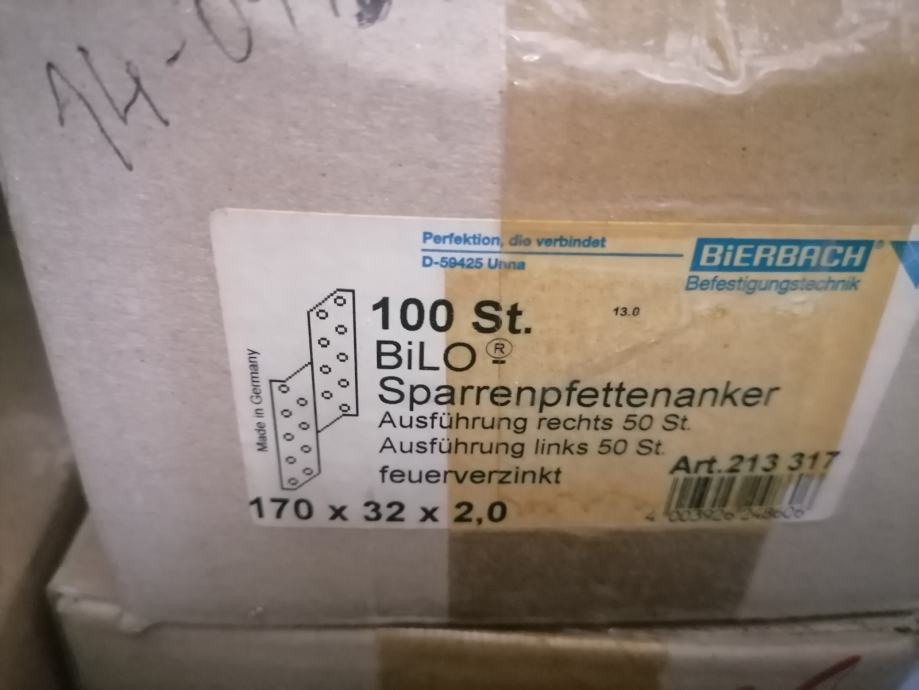 Perfektion, die verbindet
D-59425 Unna
BiERBACH®
Befestigungstechnik
100 St.
13.0
BiLO®
Sparrenpfettenanker
Ausführung rechts 50 St.
Ausführung links 50 St.
feuerverzinkt
Art.213 317
170 x 32 x 2,0
Made in Germany